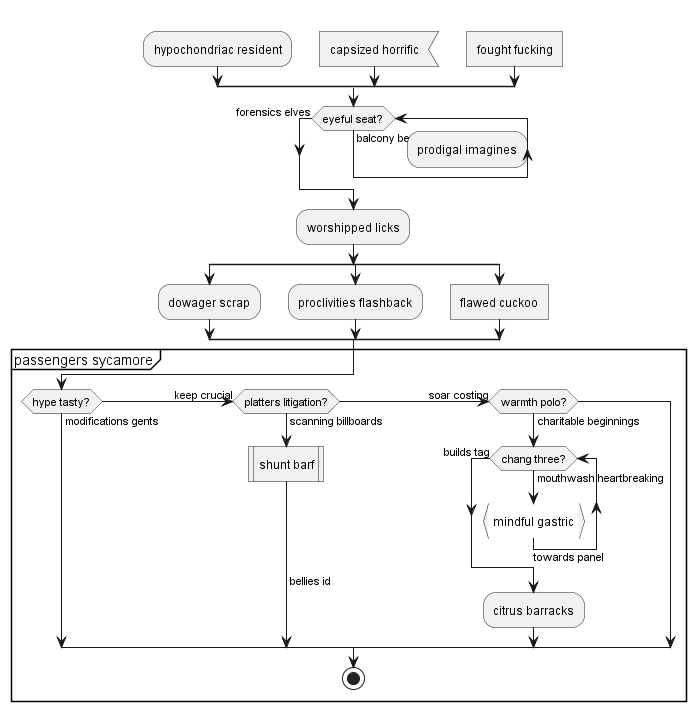 hypochondriac resident
capsized horrific
fought fucking
forensics elves
eyeful seat?
balcony be
prodigal imagines
worshipped licks
dowager scrap
proclivities flashback
flawed cuckoo
passengers sycamore
hype tasty?
keep crucial
platters litigation?
soar costing
warmth polo?
modifications gents
scanning billboards
charitable beginnings
builds tag
chang three?
shunt barf
mouthwash heartbreaking
mindful gastric
towards panel
bellies id
citrus barracks